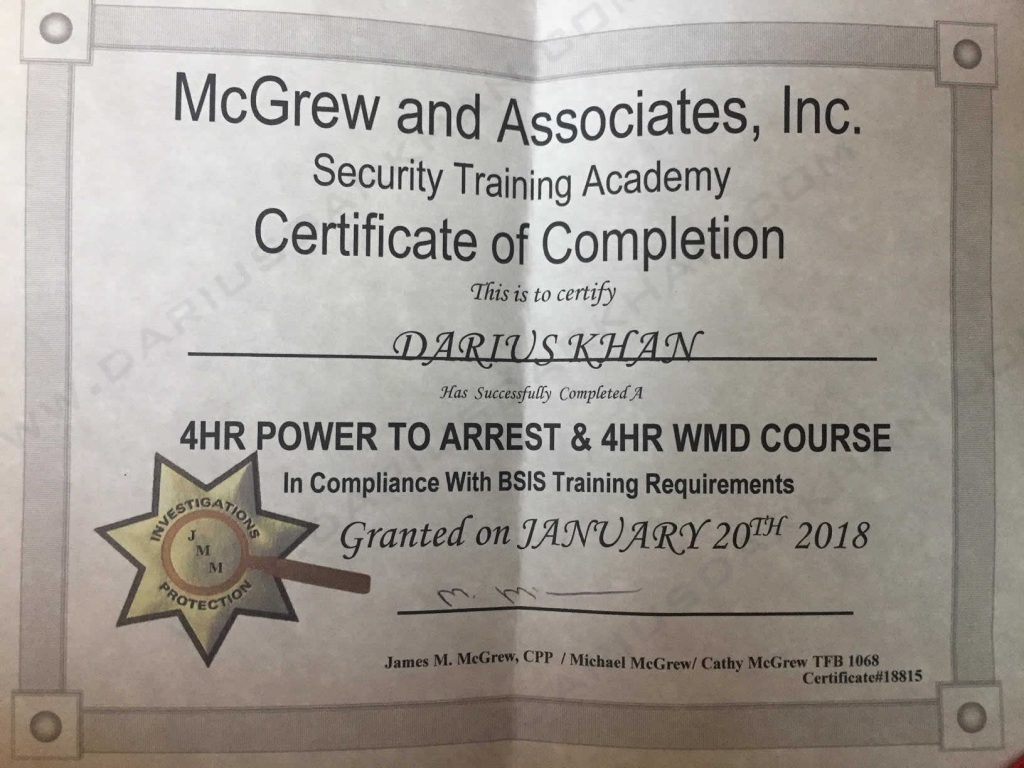 McGrew and Associates, Inc.
Security Training Academy
Certificate of Completion
This is to certify
DARIUS KHAN
Has Successfully Completed A
4HR POWER TO ARREST & 4HR WMD COURSE
In Compliance With BSIS Training Requirements
INVESTIGATIONS
J
M
M
PROTECTION
Granted on JANUARY 20TH 2018
James M. McGrew, CPP / Michael McGrew/ Cathy McGrew TFB 1068
Certificate#18815